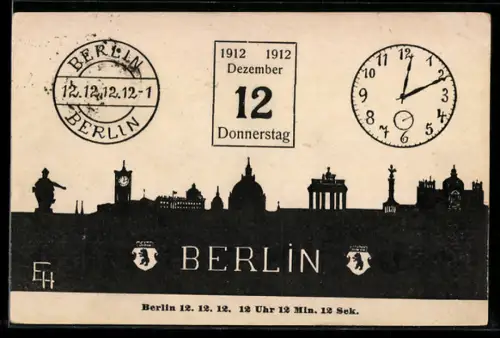 BERLIN
12.12.12.12-1
BERLIN
1912 1912
Dezember
12
Donnerstag
12
1
2
3
4
5
6
7
8
9
10
11
BERLiN
EH
Berlin 12. 12. 12. 12 Uhr 12 Min. 12 Sek.